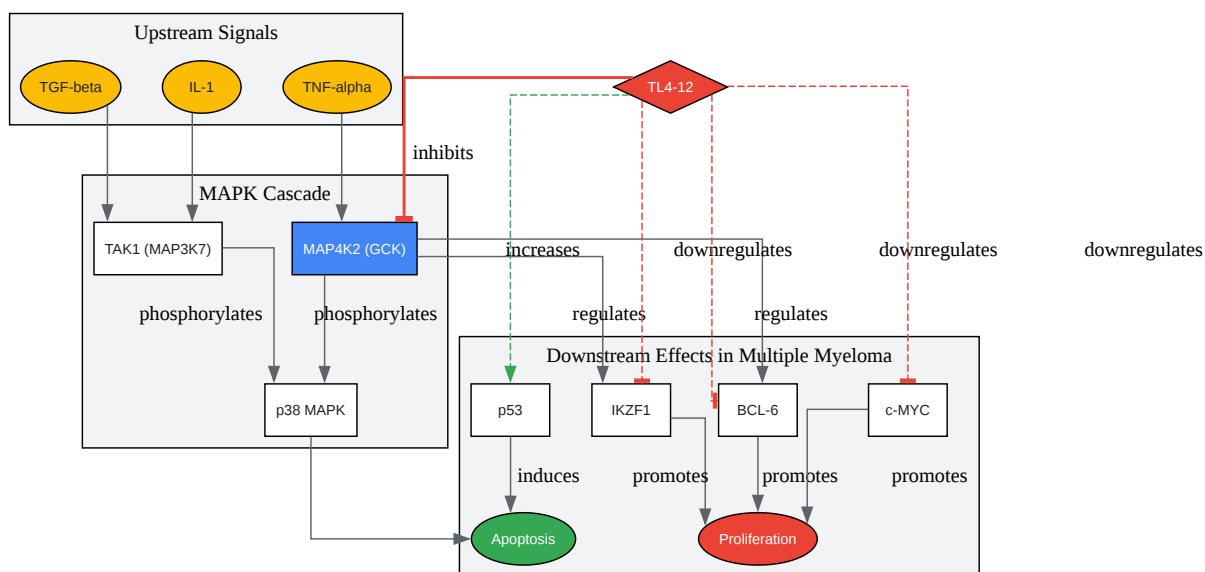 Upstream Signals
TGF-beta
IL-1
TNF-alpha
TL4-12
inhibits
MAPK Cascade
TAK1 (MAP3K7)
MAP4K2 (GCK)
increases
downregulates
downregulates
downregulates
phosphorylates
phosphorylates
regulates
regulates
Downstream Effects in Multiple Myeloma
p38 MAPK
p53
IKZF1
BCL-6
c-MYC
induces
promotes
promotes
promotes
Apoptosis
Proliferation